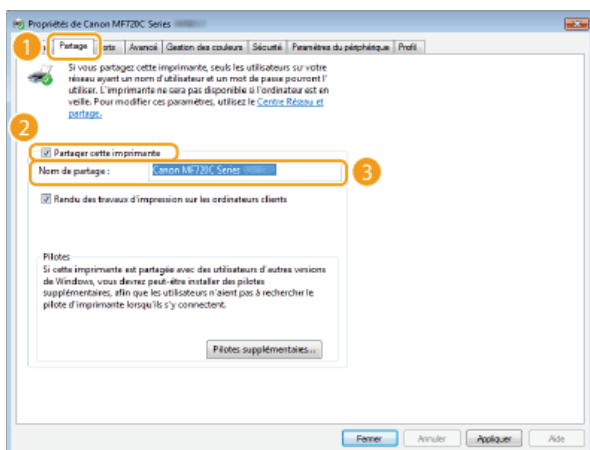 Propriétés de Canon MF720C Series
1
Partage
Avancé
Gestion des couleurs
Sécurité
Paramètres du périphérique
Profil
Si vous partagez cette imprimante, seuls les utilisateurs sur votre
réseau ayant un nom d'utilisateur et un mot de passe pourront l'
utiliser. L'imprimante ne sera pas disponible si l'ordinateur est en
veille. Pour modifier ces paramètres, utilisez le Centre Réseau et
partage.
2
Partager cette imprimante
Nom de partage :
Canon MF720C Series
3
Rendu des travaux d'impression sur les ordinateurs clients
Pilotes
Si cette imprimante est partagée avec des utilisateurs d'autres versions
de Windows, vous devrez peut-être installer des pilotes
supplémentaires, afin que les utilisateurs n'aient pas à rechercher le
pilote d'imprimante lorsqu'ils s'y connectent.
Pilotes supplémentaires...
Fermer
Annuler
Appliquer
Aide